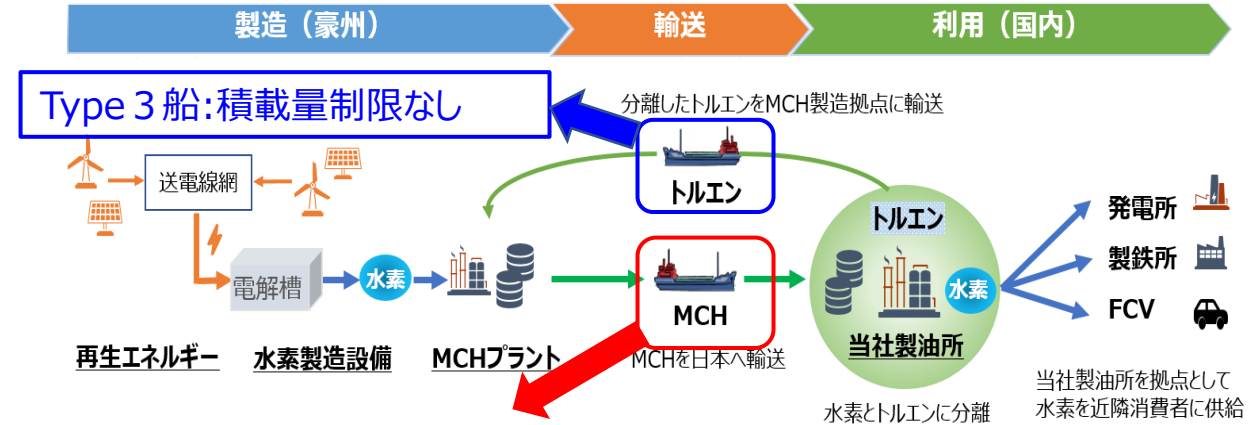 製造（豪州）
輸送
利用（国内）
Type３船:積載量制限なし
分離したトルエンをMCH製造拠点に輸送
送電線網
トルエン
トルエン
発電所
製鉄所
FCV
電解槽
水素
MCH
水素
当社製油所
再生エネルギー
水素製造設備
MCHプラント
MCHを日本へ輸送
水素とトルエンに分離
当社製油所を拠点として
水素を近隣消費者に供給